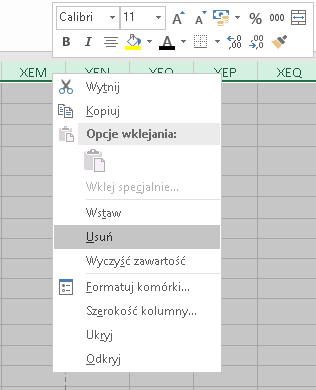 Calibri 11 A A % 000
B I A ,00 ,00
XEM XEN XEO XEP XEQ
Wytnij
Kopiuj
Opcje wklejania:
Wklej specjalnie...
Wstaw
Usuń
Wyczyść zawartość
Formatuj komórki...
Szerokość kolumny...
Ukryj
Odkryj